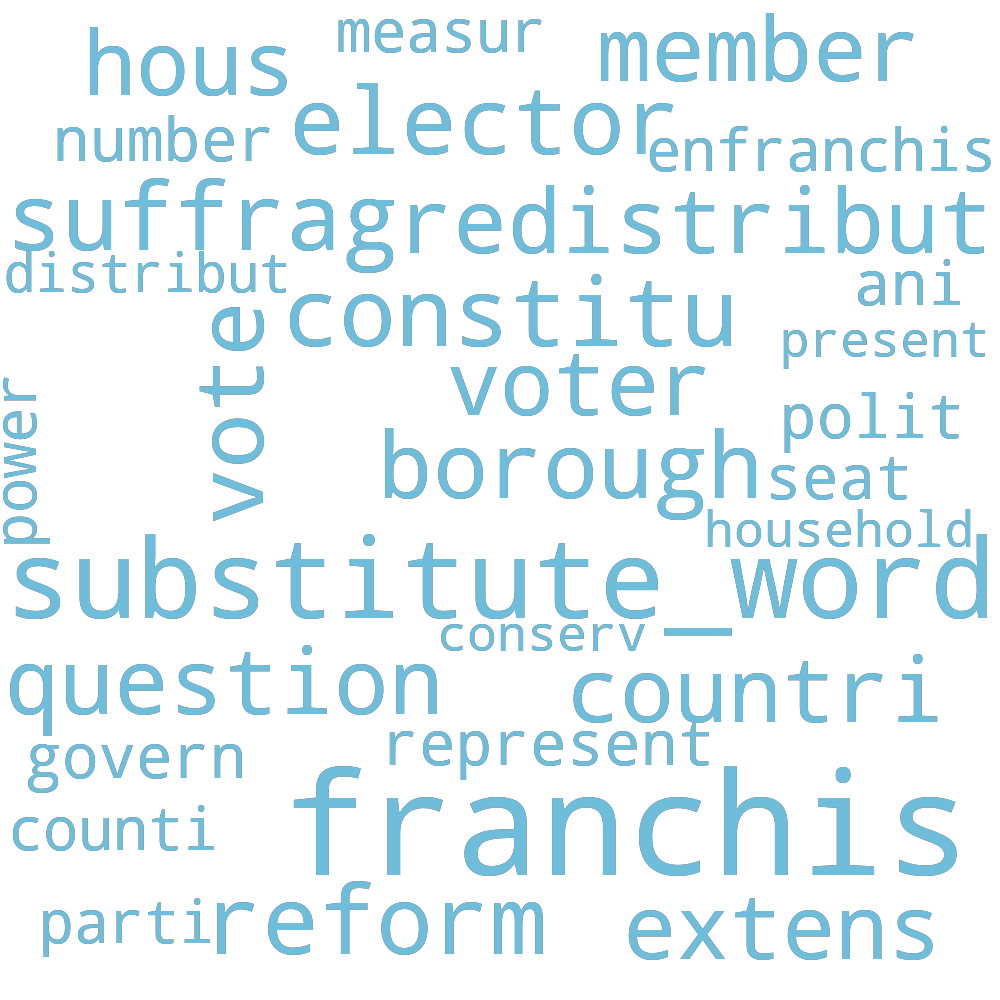 measur
member
hous
elector
number
enfranchis
suffrag
redistribut
distribut
ani
constitu
present
vote
voter
power
polit
borough
seat
household
substitute_word
conserv
question
countri
represent
govern
franchis
counti
reform
parti
extens